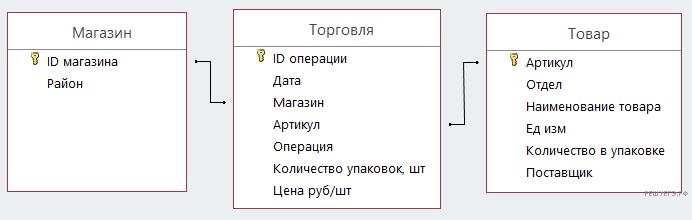 Магазин
ID магазина
Район
Торговля
ID операции
Дата
Магазин
Артикул
Операция
Количество упаковок, шт
Цена руб/шт
Товар
Артикул
Отдел
Наименование товара
Ед изм
Количество в упаковке
Поставщик
РЕШУЕГЭ.РФ